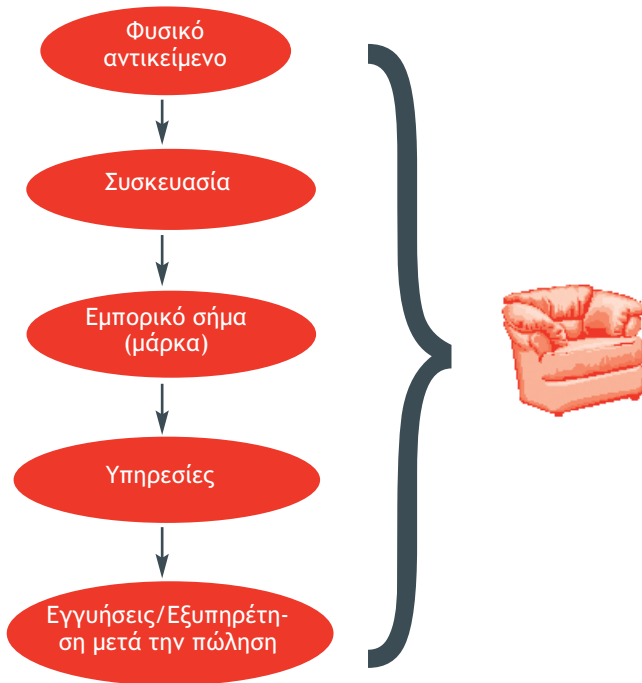 Φυσικό
αντικείμενο
Συσκευασία
Εμπορικό σήμα
(μάρκα)
Υπηρεσίες
Εγγυήσεις/Εξυπηρέτη-
ση μετά την πώληση